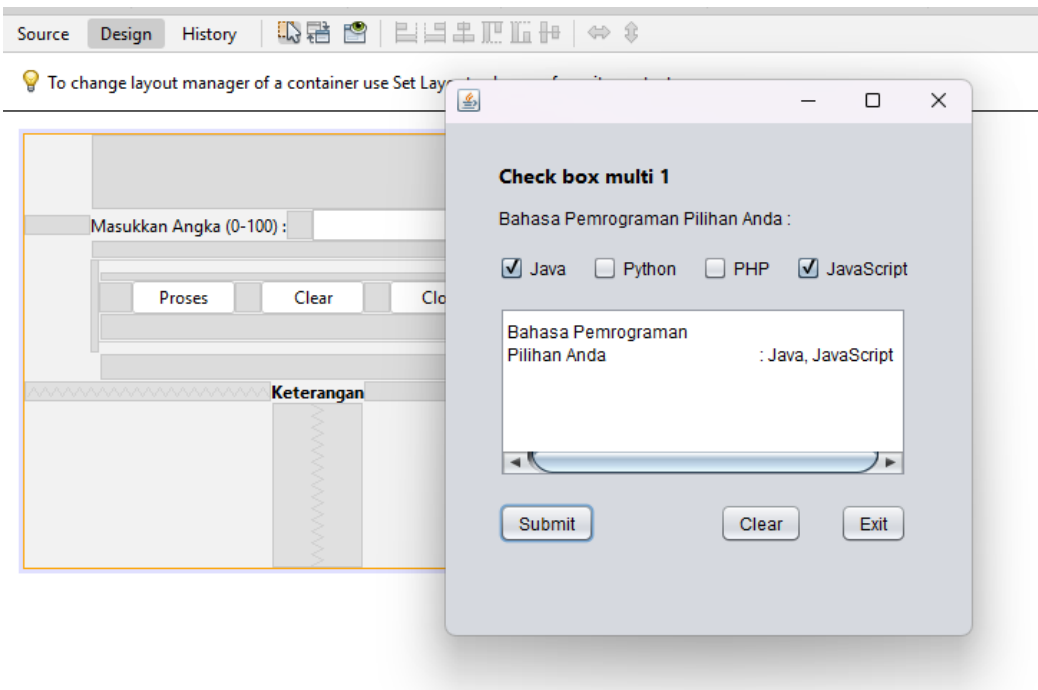 Source Design History
To change layout manager of a container use Set
Masukkan Angka (0-100) :
Proses Clear
Keterangan
Check box multi 1
Bahasa Pemrograman Pilihan Anda :
Java Python PHP JavaScript
Bahasa Pemrograman
Pilihan Anda : Java, JavaScript
Submit Clear Exit